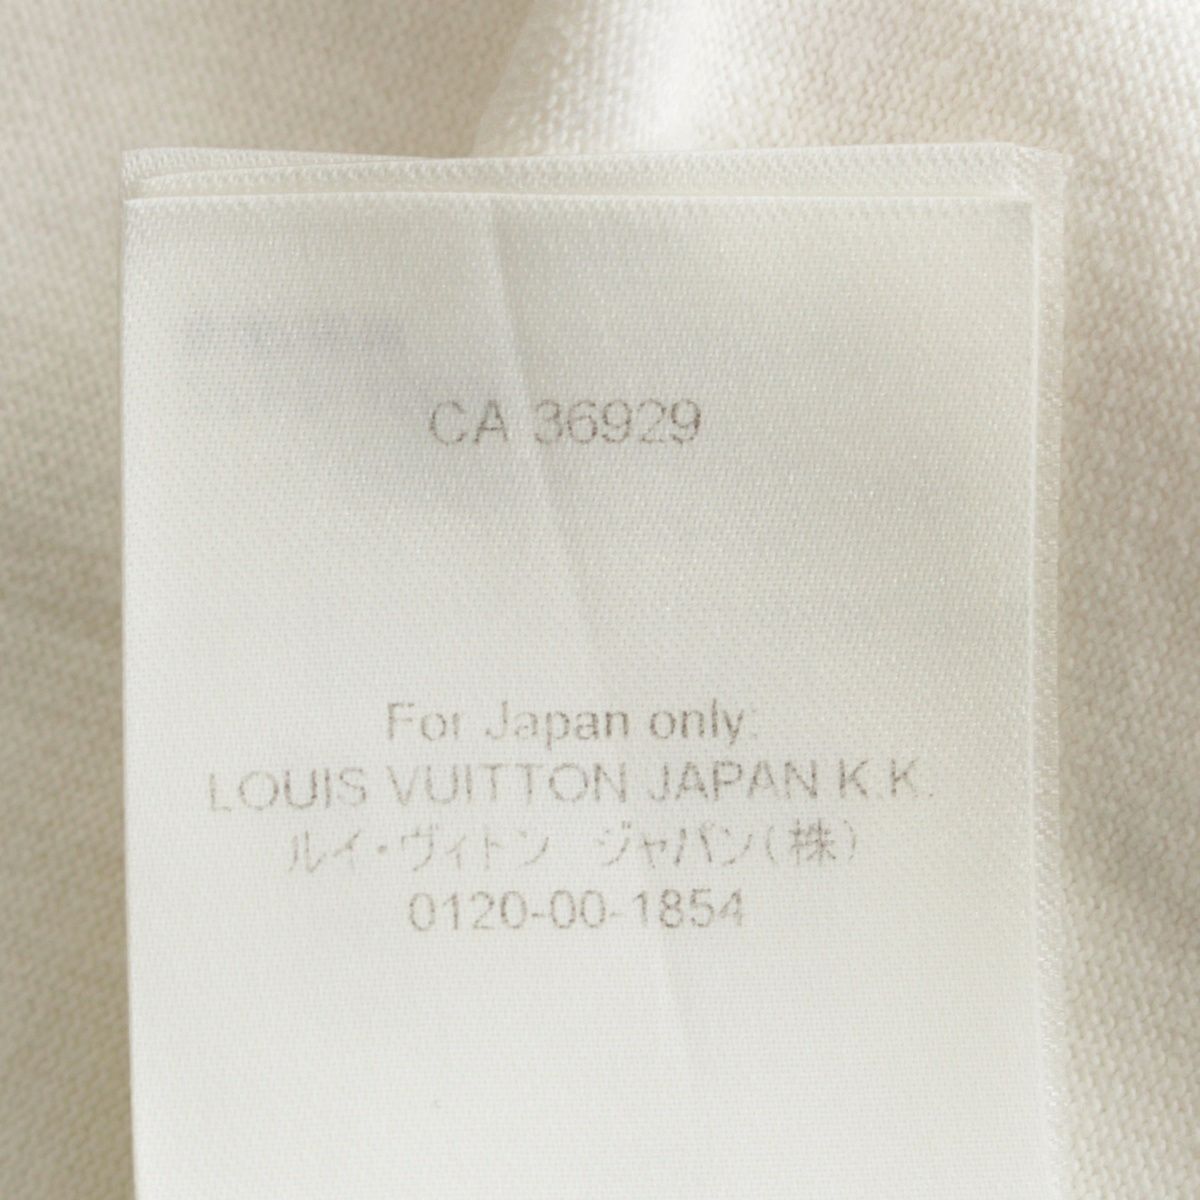 CA 36929
For Japan only:
LOUIS VUITTON JAPAN K.K.
ルイ・ヴィトン ジャパン(株)
0120-00-1854